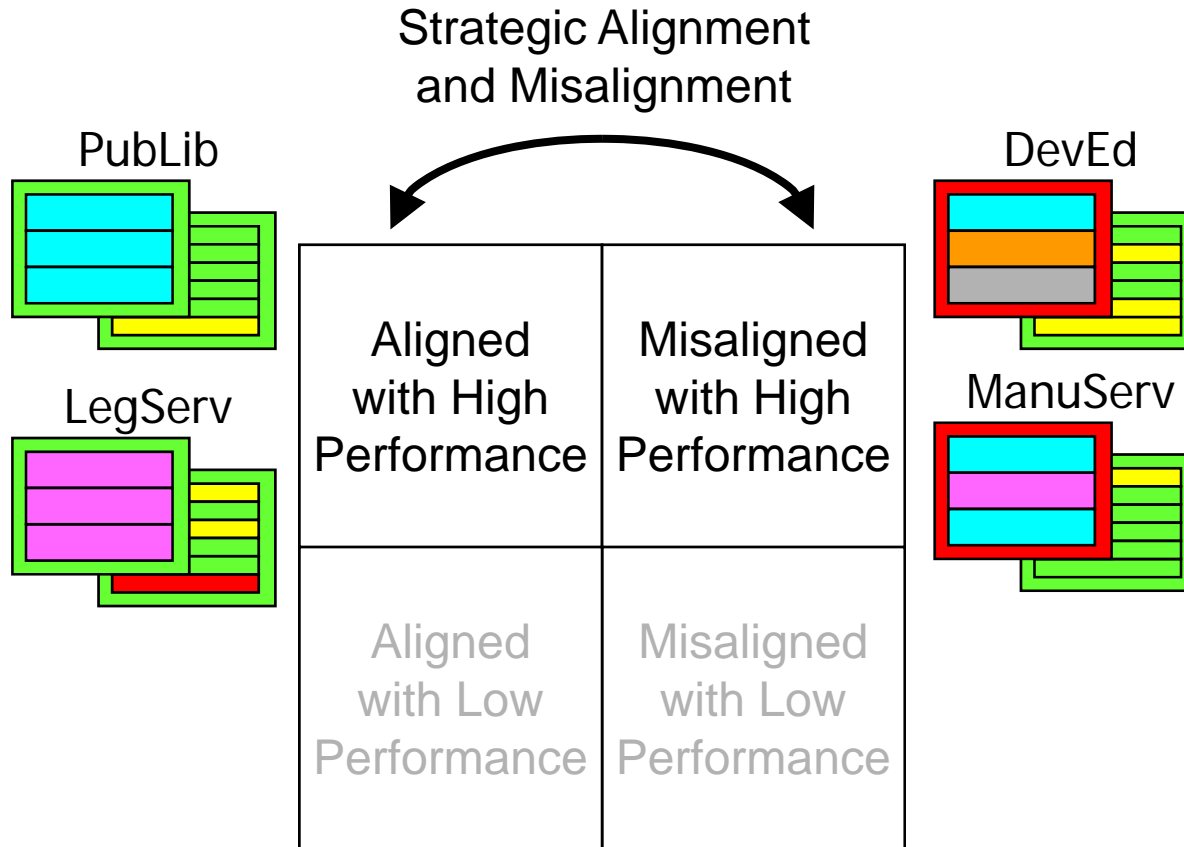 Strategic Alignment
and Misalignment
PubLib
DevEd
LegServ
ManuServ
Aligned
with High
Performance
Misaligned
with High
Performance
Aligned
with Low
Performance
Misaligned
with Low
Performance